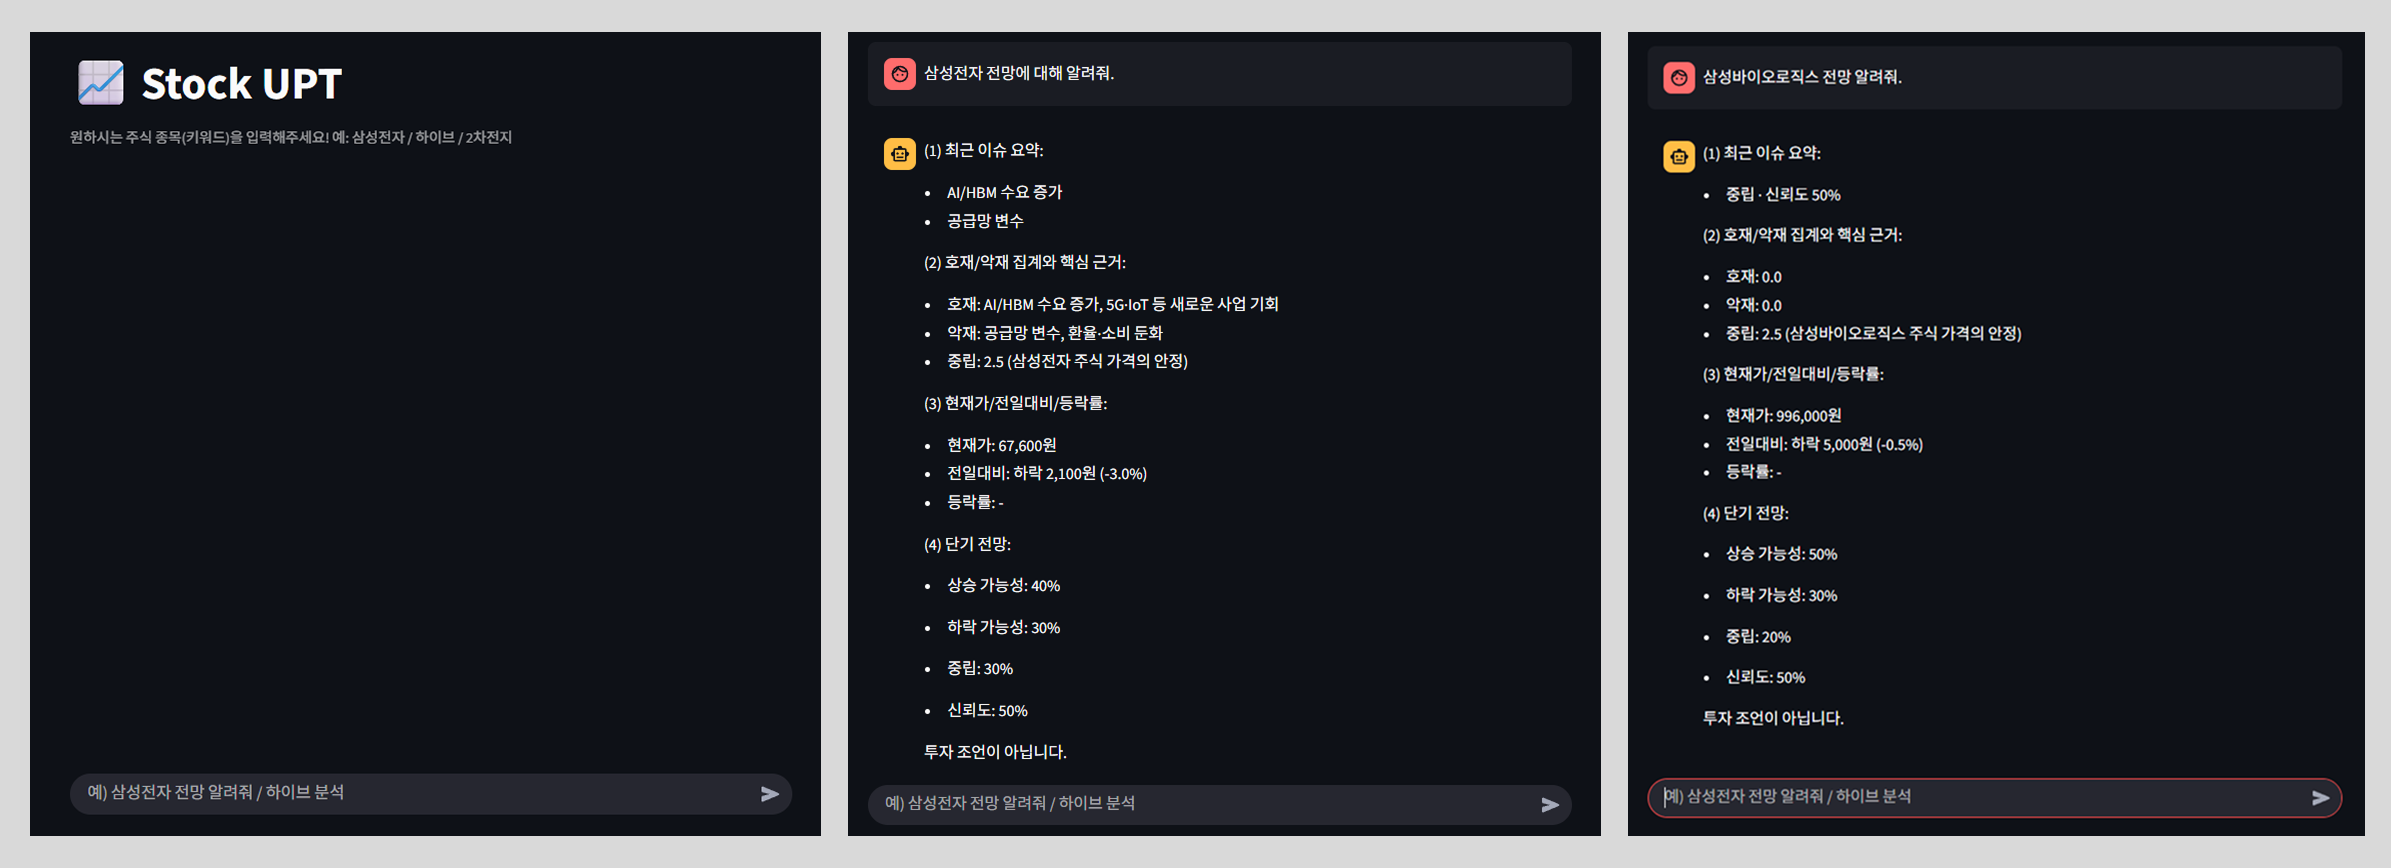 Stock UPT
원하시는 주식 종목(키워드)을 입력해주세요! 예: 삼성전자 / 하이브 / 2차전지
예) 삼성전자 전망 알려줘 / 하이브 분석
삼성전자 전망에 대해 알려줘.
(1) 최근 이슈 요약:
• AI/HBM 수요 증가
• 공급망 변수
(2) 호재/악재 집계와 핵심 근거:
• 호재: AI/HBM 수요 증가, 5G·IoT 등 새로운 사업 기회
• 악재: 공급망 변수, 환율·소비 둔화
• 중립: 2.5 (삼성전자 주식 가격의 안정)
(3) 현재가/전일대비/등락률:
• 현재가: 67,600원
• 전일대비: 하락 2,100원 (-3.0%)
• 등락률: -
(4) 단기 전망:
• 상승 가능성: 40%
• 하락 가능성: 30%
• 중립: 30%
• 신뢰도: 50%
투자 조언이 아닙니다.
예) 삼성전자 전망 알려줘 / 하이브 분석
삼성바이오로직스 전망 알려줘.
(1) 최근 이슈 요약:
• 중립 · 신뢰도 50%
(2) 호재/악재 집계와 핵심 근거:
• 호재: 0.0
• 악재: 0.0
• 중립: 2.5 (삼성바이오로직스 주식 가격의 안정)
(3) 현재가/전일대비/등락률:
• 현재가: 996,000원
• 전일대비: 하락 5,000원 (-0.5%)
• 등락률: -
(4) 단기 전망:
• 상승 가능성: 50%
• 하락 가능성: 30%
• 중립: 20%
• 신뢰도: 50%
투자 조언이 아닙니다.
예) 삼성전자 전망 알려줘 / 하이브 분석